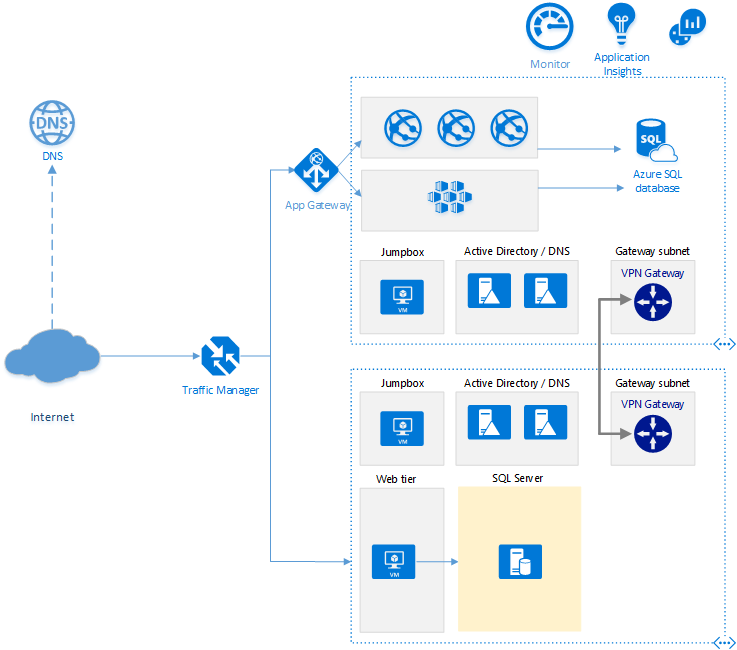 Monitor
Application
Insights
DNS
DNS
SQL
Azure SQL
database
App Gateway
Jumpbox
Active Directory / DNS
Gateway subnet
VPN Gateway
VM
Traffic Manager
Internet
Jumpbox
Active Directory / DNS
Gateway subnet
VPN Gateway
VM
Web tier
SQL Server
VM